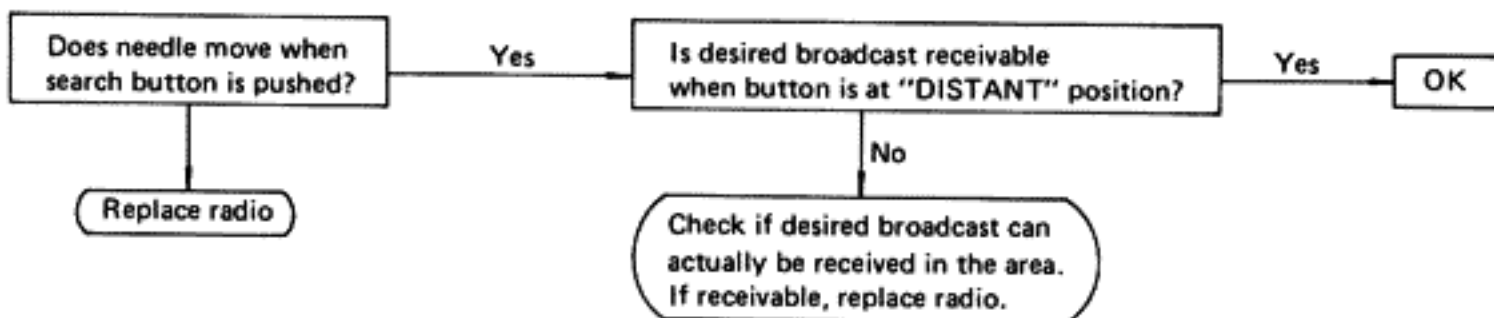 Does needle move when
search button is pushed?
Yes
Is desired broadcast receivable
when button is at "DISTANT" position?
Yes
OK
Replace radio
No
Check if desired broadcast can
actually be received in the area.
If receivable, replace radio.